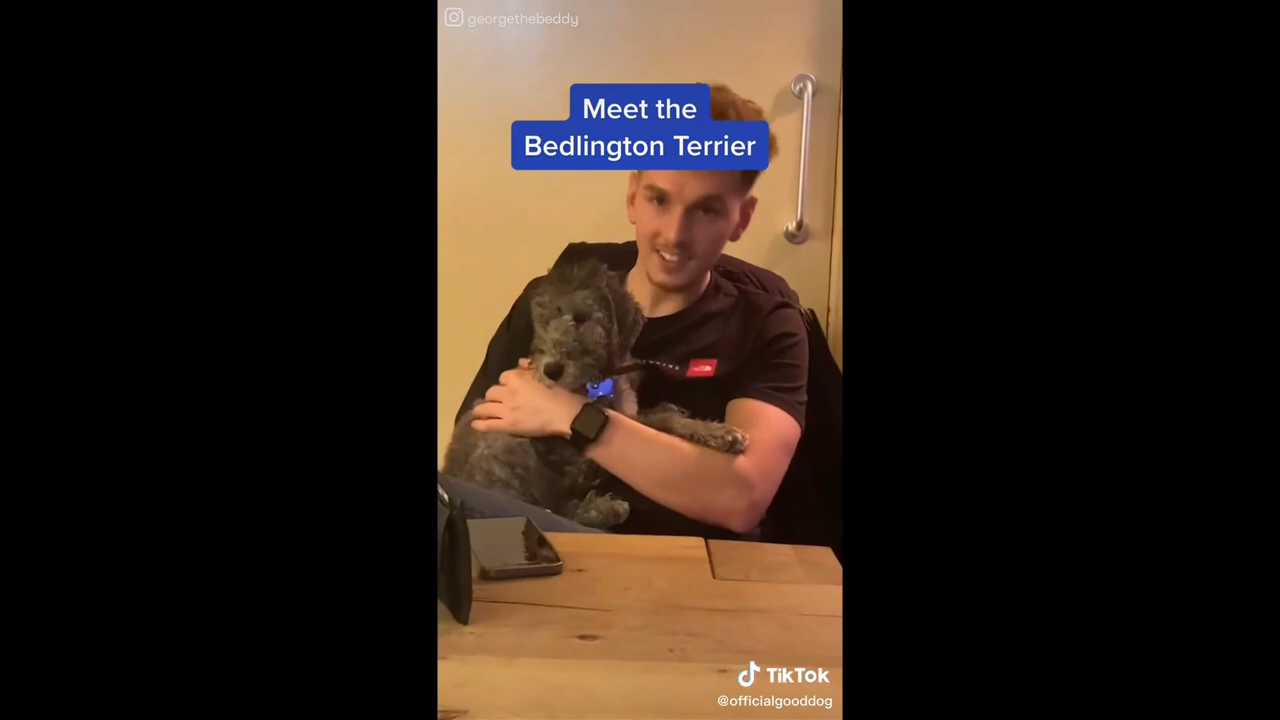 georgethebeddy
Meet the
Bedlington Terrier
TikTok
@officialgooddog